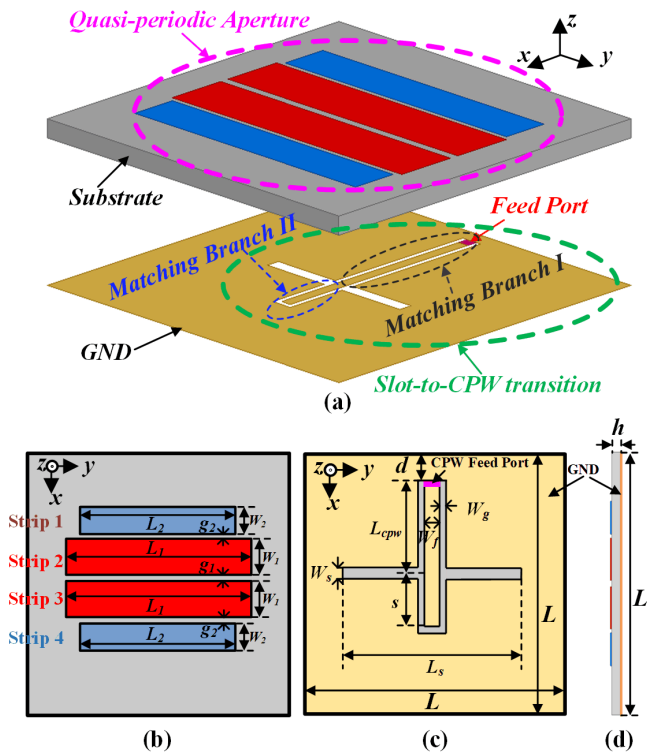 Quasi-periodic Aperture
z
x
y
Substrate
Feed Port
Matching Branch II
Matching Branch I
GND
Slot-to-CPW transition
(a)
z
y
x
Strip 1
L2
g2
W2
Strip 2
L1
g1
W1
Strip 3
L1
g2
W1
Strip 4
L2
W2
(b)
z
y
x
d
CPW Feed Port
GND
Lcpw
Wf
Wg
Ws
s
Ls
L
L
(c)
h
L
(d)